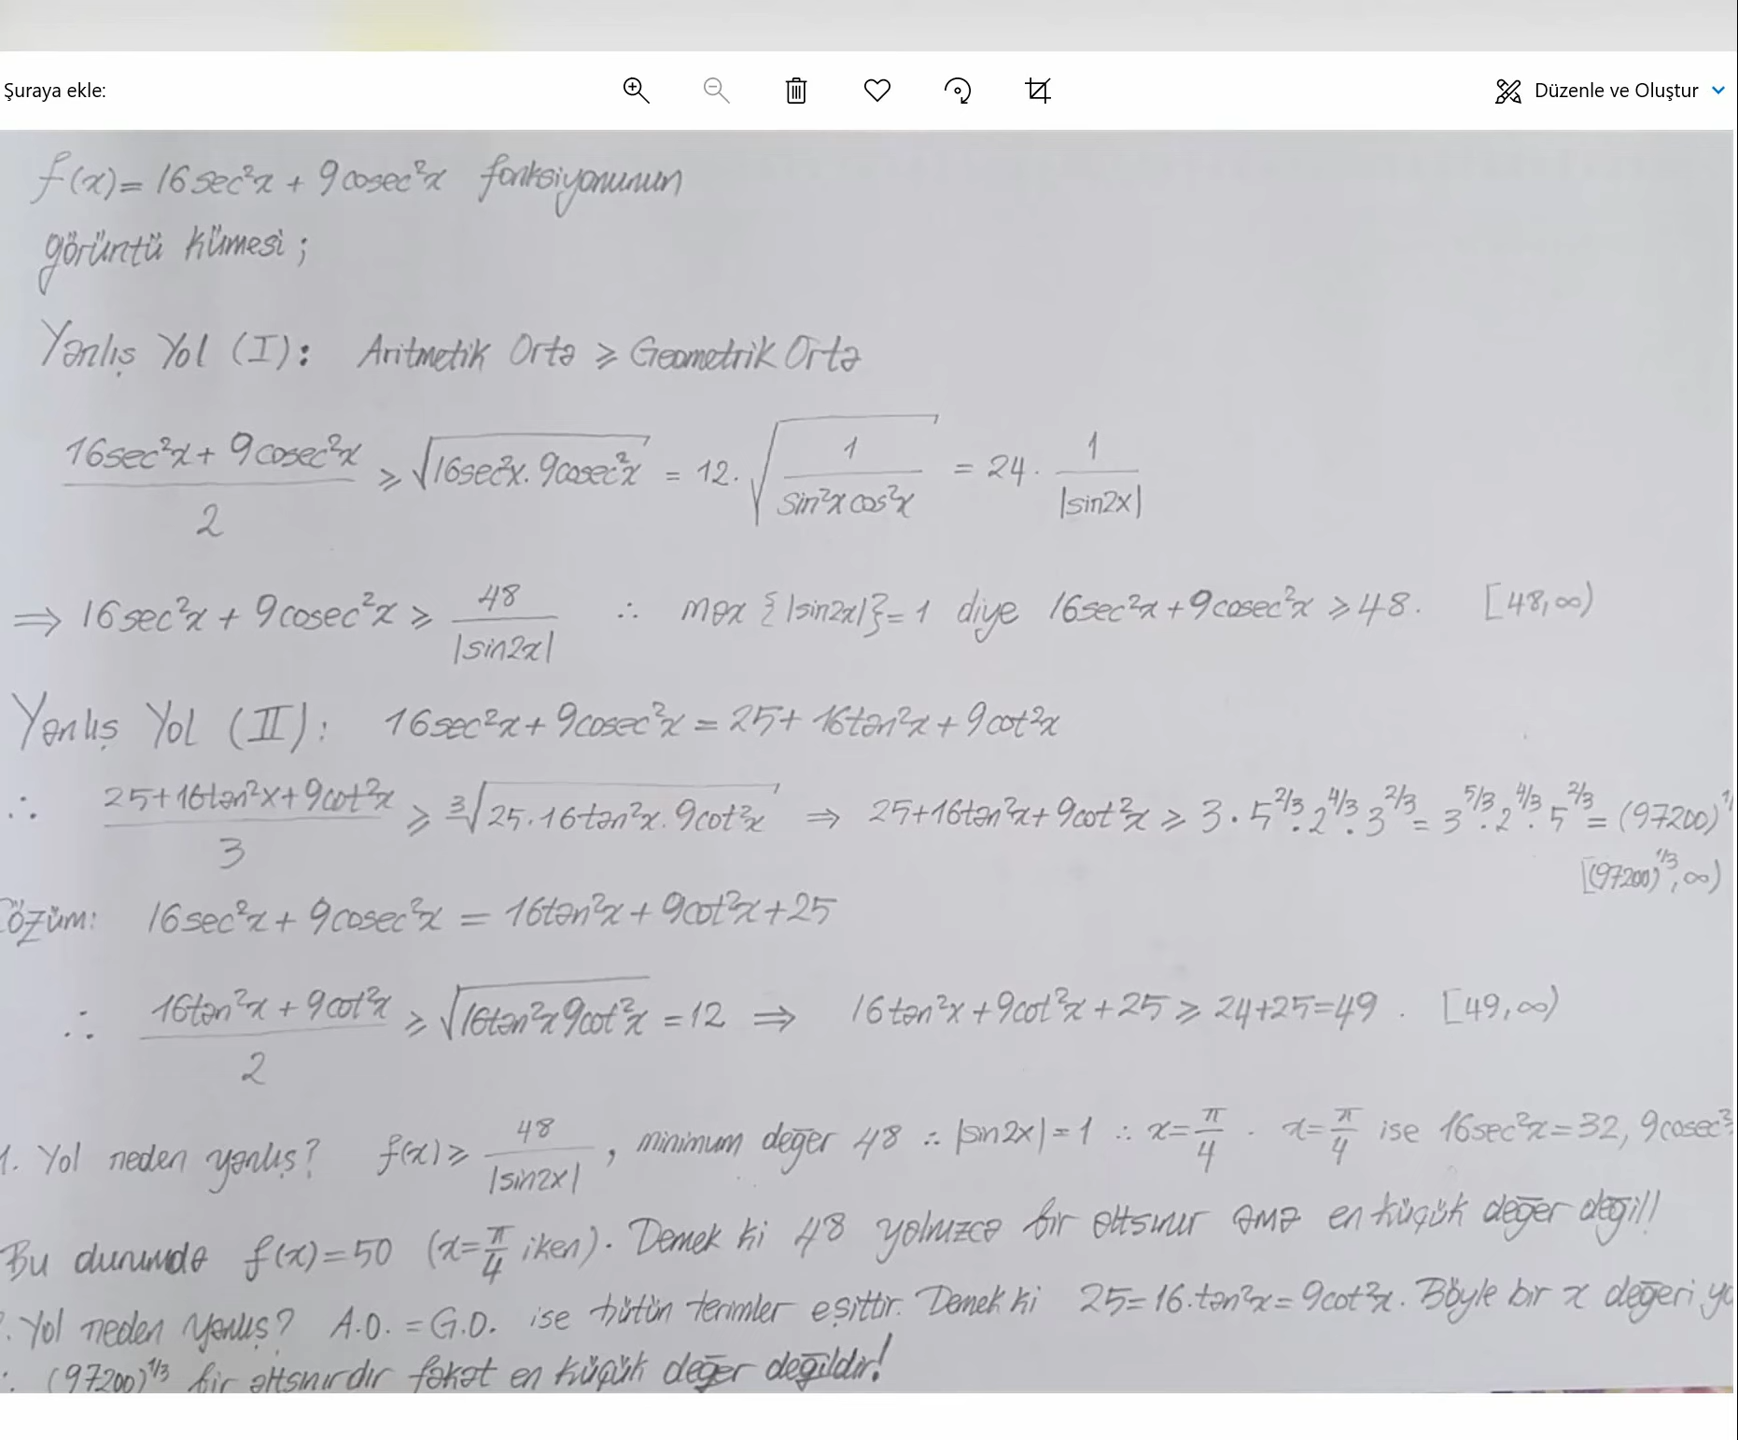 Şuraya ekle:
Düzenle ve Oluştur
f(x)=16sec²x + 9cosec²x fonksiyonunun
görüntü kümesi;
Yanlış Yol (I): Aritmetik Orta ≥ Geometrik Orta
(16sec²x + 9cosec²x)/2 ≥ √(16sec²x.9cosec²x) = 12.√(1/(sin²x cos²x)) = 24. 1/|sin2x|
⇒ 16sec²x + 9cosec²x ≥ 48/|sin2x| ∴ max{|sin2x|}=1 diye 16sec²x+9cosec²x ≥48. [48,∞)
Yanlış Yol (II): 16sec²x+9cosec²x = 25+ 16tan²x + 9cot²x
∴ (25+16tan²x+9cot²x)/3 ≥ ³√(25.16tan²x.9cot²x) ⇒ 25+16tan²x+9cot²x ≥ 3.5^2/3.2^4/3.3^2/3 = 3^5/3.2^4/3.5^2/3 = (97200)^1/
[(97200)^1/3,∞)
özüm: 16sec²x + 9cosec²x = 16tan²x + 9cot²x+25
∴ (16tan²x + 9cot²x)/2 ≥ √(16tan²x9cot²x) = 12 ⇒ 16tan²x+9cot²x+25 ≥ 24+25=49. [49,∞)
1. Yol neden yanlış? f(x) ≥ 48/|sin2x|, minimum değer 48 ∴ |sin2x|=1 ∴ x=π/4. x=π/4 ise 16sec²x=32, 9cosec²
Bu durumda f(x)=50 (x=π/4 iken). Demek ki 48 yalnızca bir altsınır ama en küçük değer değil!
. Yol neden yanlış? A.O.=G.O. ise bütün terimler eşittir. Demek ki 25=16.tan²x=9cot²x. Böyle bir x değeri yo
∴ (97200)^1/3 bir altsınırdır fakat en küçük değer değildir!